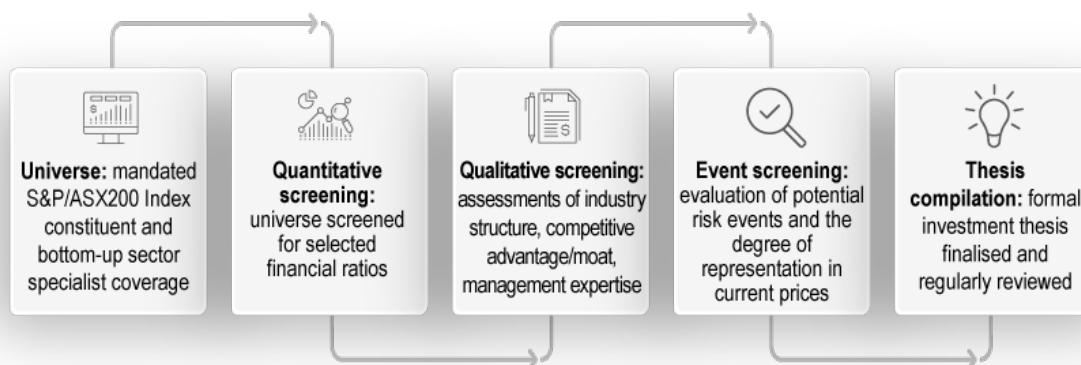 Universe: mandated
S&P/ASX200 Index
constituent and
bottom-up sector
specialist coverage
Quantitative
screening:
universe screened
for selected
financial ratios
Qualitative screening:
assessments of industry
structure, competitive
advantage/moat,
management expertise
Event screening:
evaluation of potential
risk events and the
degree of
representation in
current prices
Thesis
compilation: formal
investment thesis
finalised and
regularly reviewed